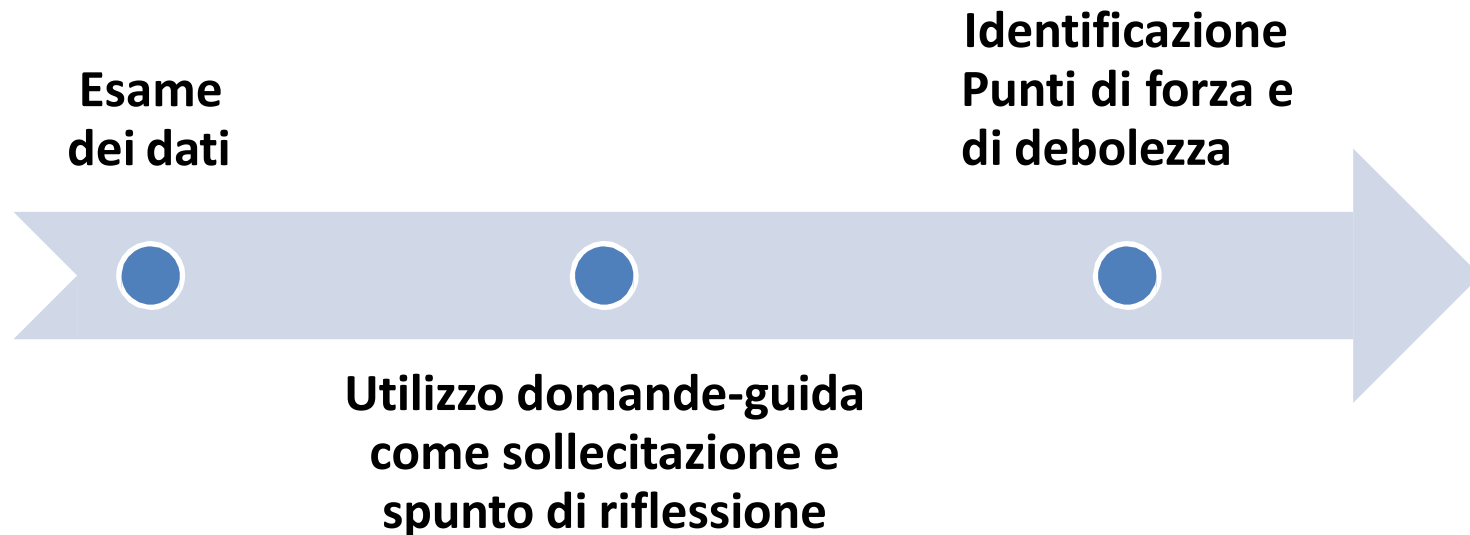 Esame
dei dati
Utilizzo domande-guida
come sollecitazione e
spunto di riflessione
Identificazione
Punti di forza e
di debolezza